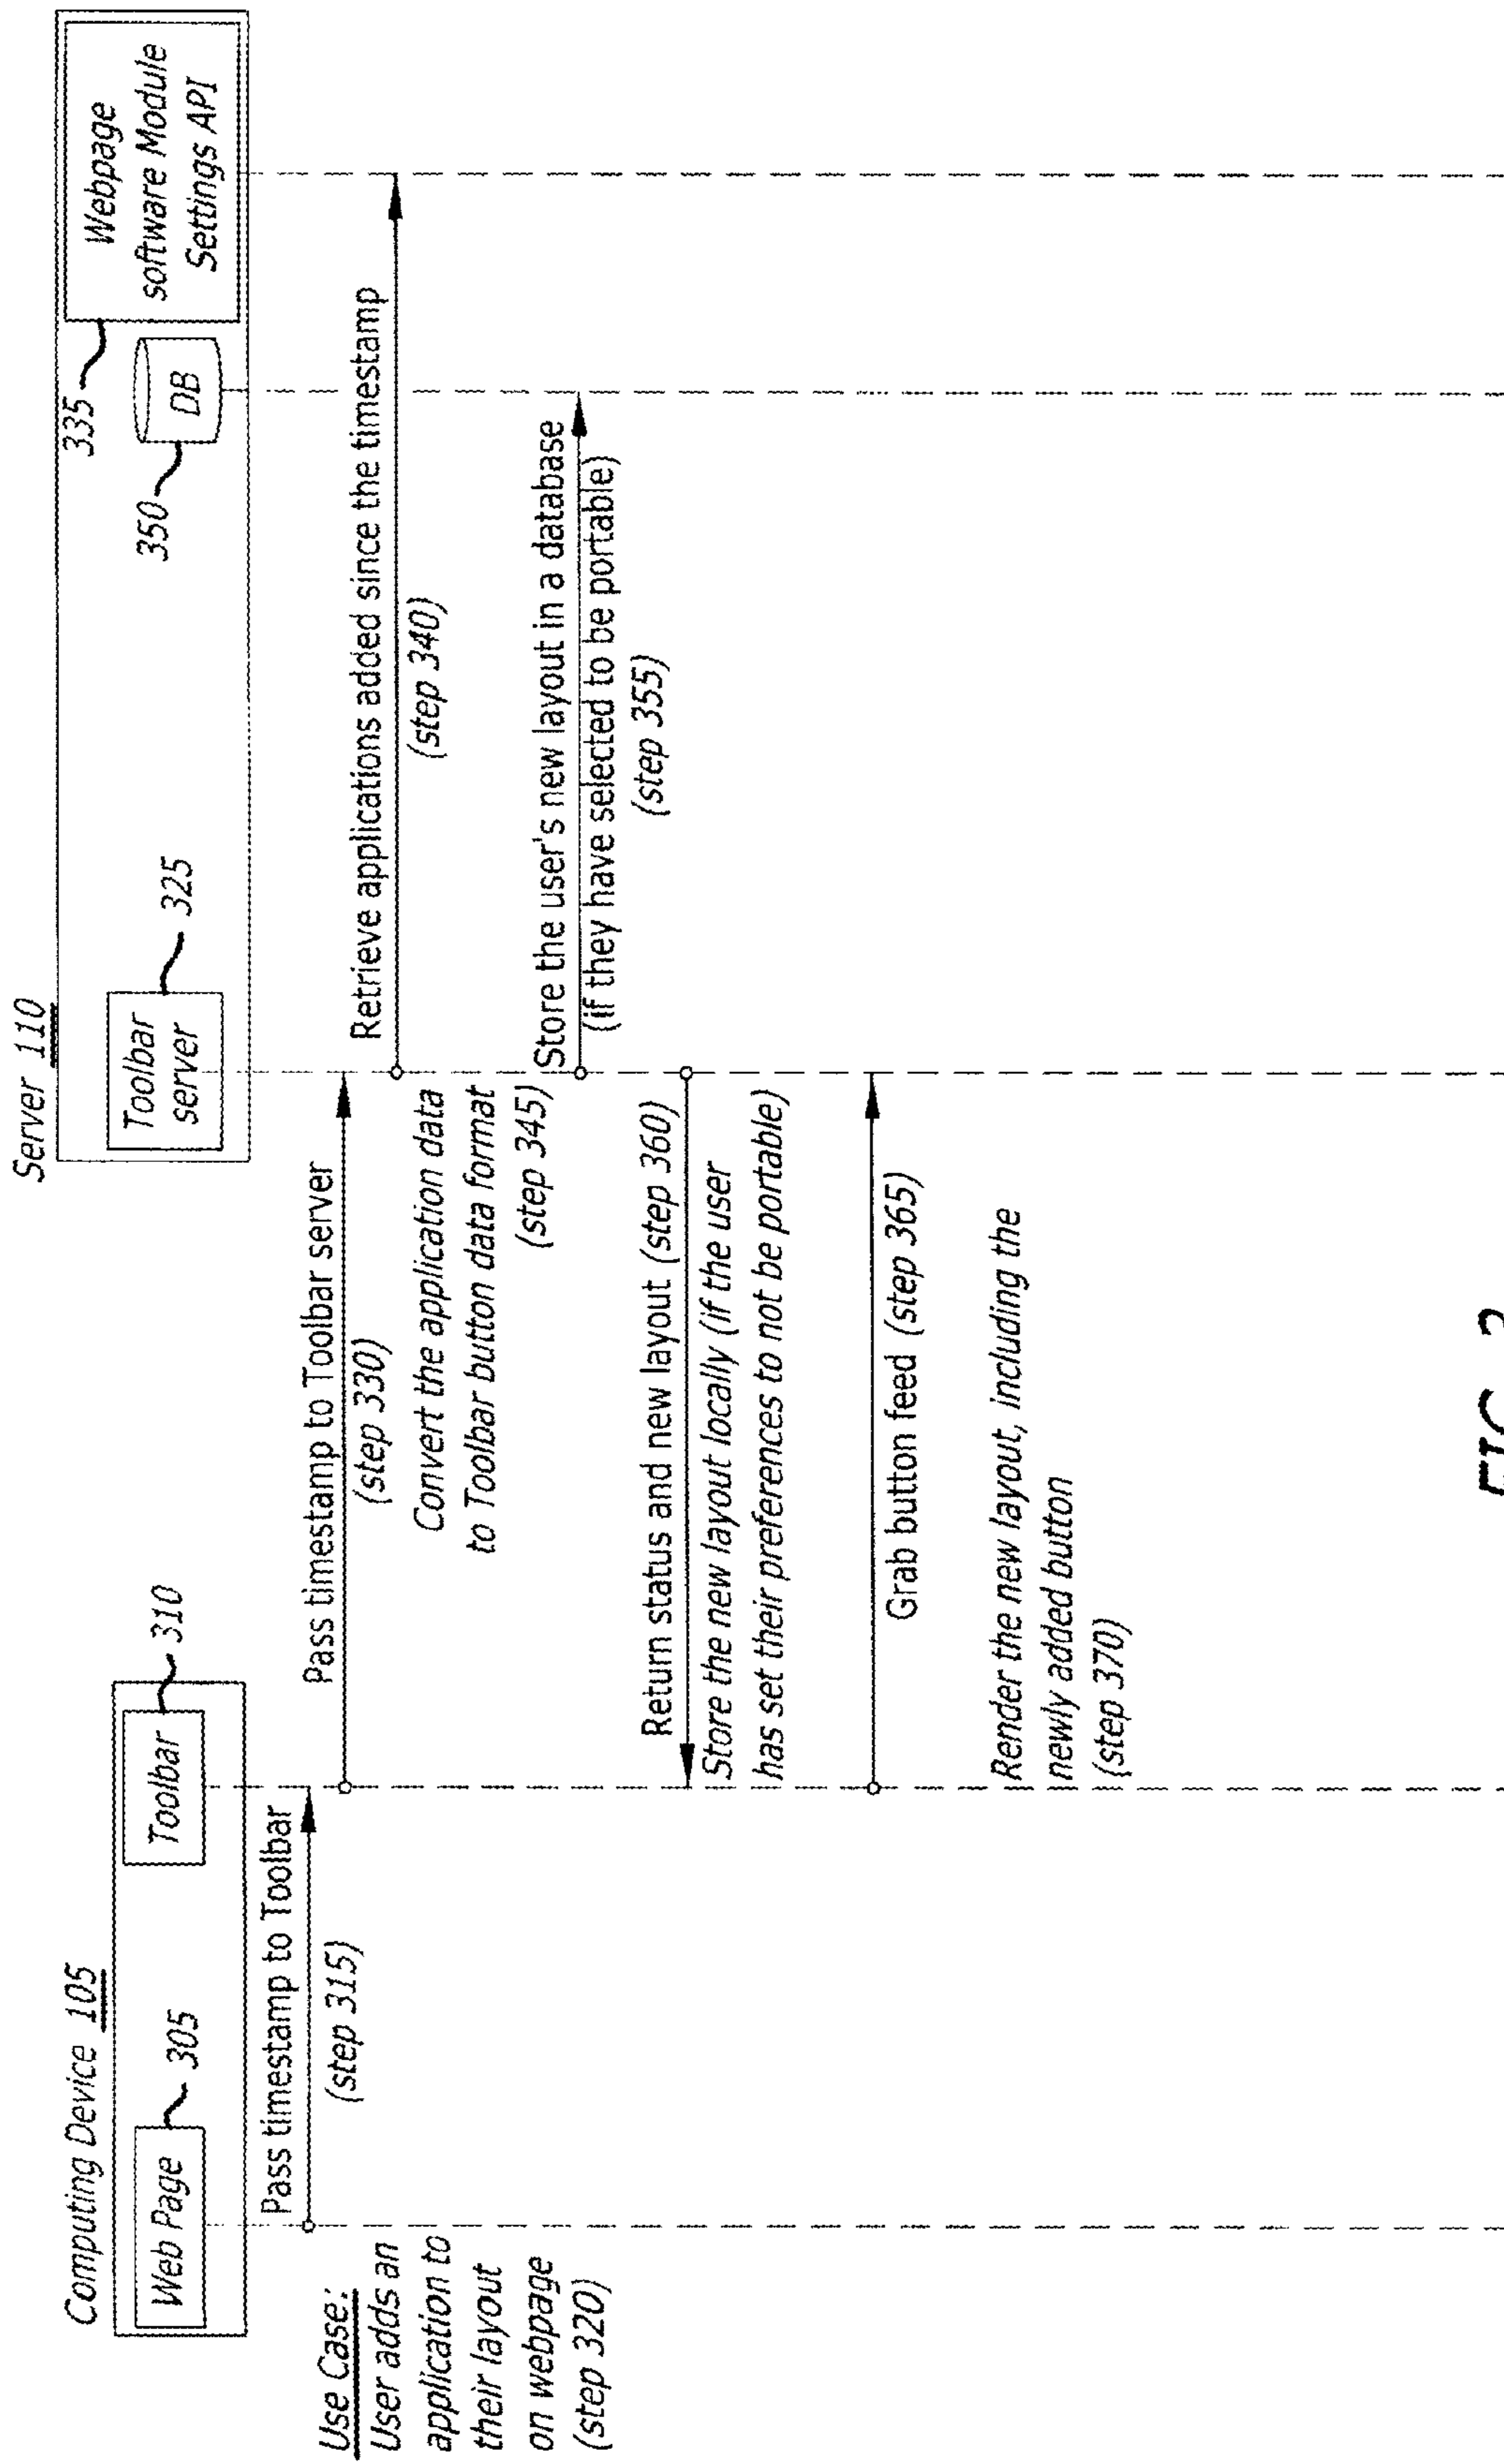 Computing Device 105
Server 110
Web Page
305
Toolbar
310
Toolbar
server
325
350
DB
335
Webpage
software Module
Settings API
Use Case:
User adds an
application to
their layout
on webpage
(step 320)
Pass timestamp to Toolbar
(step 315)
Pass timestamp to Toolbar server
(step 330)
Retrieve applications added since the timestamp
(step 340)
Convert the application data
to Toolbar button data format
(step 345)
Store the user's new layout in a database
(if they have selected to be portable)
(step 355)
Return status and new layout (step 360)
Store the new layout locally (if the user
has set their preferences to not be portable)
Grab button feed (step 365)
Render the new layout, including the
newly added button
(step 370)